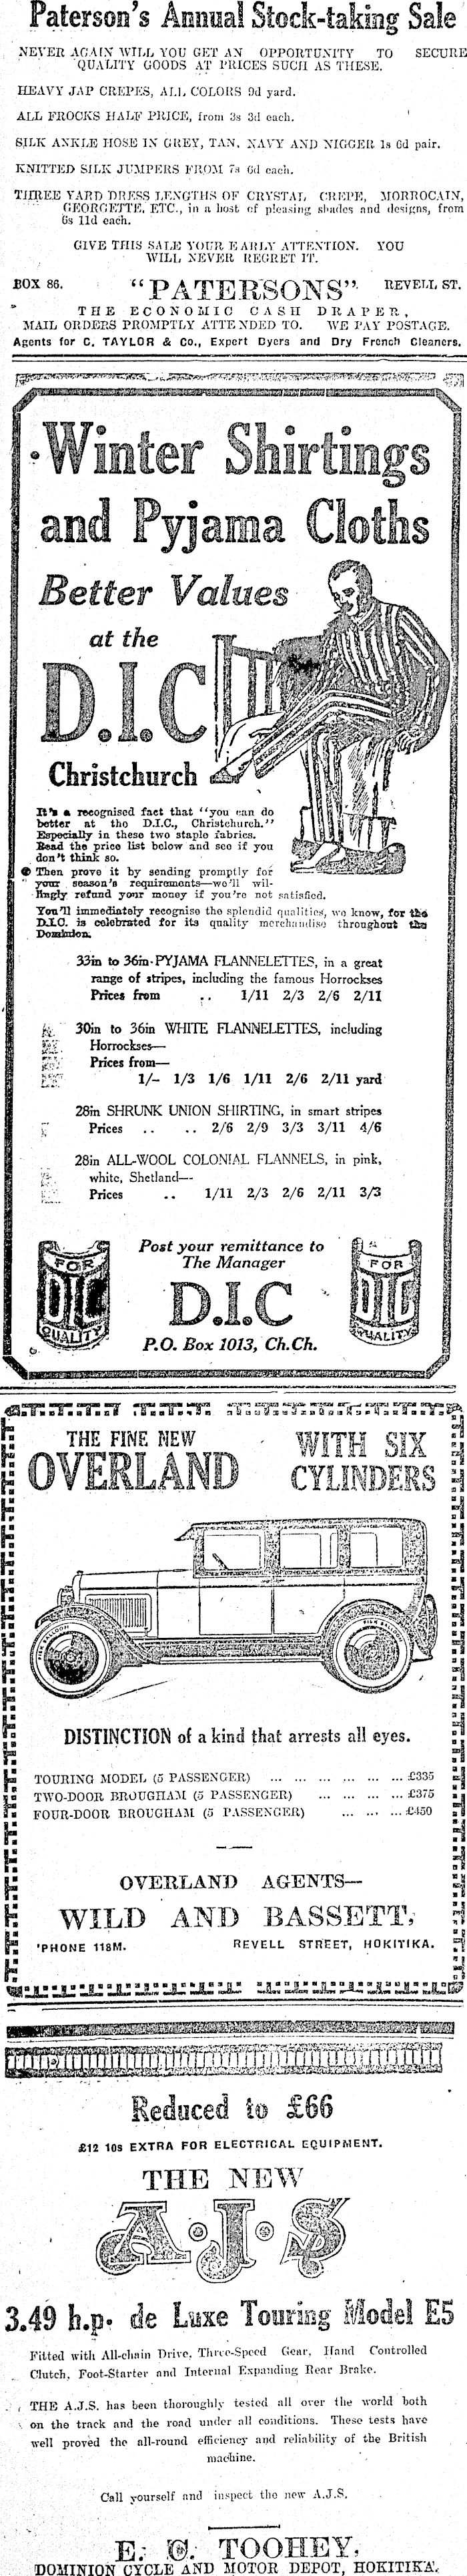 Paterson's Annual Stock-taking Sale
NEVER AGAIN WILL YOU GET AN OPPORTUNITY TO SECURE
QUALITY GOODS AT PRICES SUCH AS THESE.
HEAVY JAP CREPES, ALL COLORS 9d yard.
ALL FROCKS HALF PRICE, from 3s 3d each.
SILK ANKLE HOSE IN GREY, TAN, NAVY AND NIGGER 1s 6d pair.
KNITTED SILK JUMPERS FROM 7s 6d each.
THREE YARD DRESS LENGTHS OF CRYSTAL CREPE, MORROCAIN,
GEORGETTE, ETC., in a host of pleasing shades and designs, from
6s 11d each.
GIVE THIS SALE YOUR EARLY ATTENTION. YOU
WILL NEVER REGRET IT.
BOX 86. "PATERSONS" REVELL ST.
THE ECONOMIC CASH DRAPER,
MAIL ORDERS PROMPTLY ATTENDED TO. WE PAY POSTAGE.
Agents for C. TAYLOR & Co., Expert Dyers and Dry French Cleaners.
Winter Shirtings
and Pyjama Cloths
Better Values
at the
D.I.C
Christchurch
It's a recognised fact that "you can do
better at the D.I.C., Christchurch."
Especially in these two staple fabrics.
Read the price list below and see if you
don't think so.
Then prove it by sending promptly for
your season's requirements—we'll wil-
lingly refund your money if you're not satisfied.
You'll immediately recognise the splendid qualities, we know, for the
D.I.C. is celebrated for its quality merchandise throughout the
Dominion.
33in to 36in PYJAMA FLANNELETTES, in a great
range of stripes, including the famous Horrockses
Prices from .. 1/11 2/3 2/6 2/11
30in to 36in WHITE FLANNELETTES, including
Horrockses—
Prices from—
1/- 1/3 1/6 1/11 2/6 2/11 yard
28in SHRUNK UNION SHIRTING, in smart stripes
Prices .. .. 2/6 2/9 3/3 3/11 4/6
28in ALL-WOOL COLONIAL FLANNELS, in pink,
white, Shetland—
Prices .. 1/11 2/3 2/6 2/11 3/3
Post your remittance to
The Manager
D.I.C
P.O. Box 1013, Ch.Ch.
FOR
DIC
QUALITY
FOR
DIC
QUALITY
THE FINE NEW
OVERLAND
WITH SIX
CYLINDERS
DISTINCTION of a kind that arrests all eyes.
TOURING MODEL (5 PASSENGER) ... ... ... ... ... ... £335
TWO-DOOR BROUGHAM (5 PASSENGER) ... ... ... ... £375
FOUR-DOOR BROUGHAM (5 PASSENGER) ... ... ... £450
OVERLAND AGENTS—
WILD AND BASSETT,
'PHONE 118M. REVELL STREET, HOKITIKA.
Reduced to £66
£12 10s EXTRA FOR ELECTRICAL EQUIPMENT.
THE NEW
A.J.S
3.49 h.p. de Luxe Touring Model E5
Fitted with All-chain Drive, Three-Speed Gear, Hand Controlled
Clutch, Foot-Starter and Internal Expanding Rear Brake.
THE A.J.S. has been thoroughly tested all over the world both
on the track and the road under all conditions. These tests have
well proved the all-round efficiency and reliability of the British
machine.
Call yourself and inspect the new A.J.S.
E. C. TOOHEY,
DOMINION CYCLE AND MOTOR DEPOT, HOKITIKA.